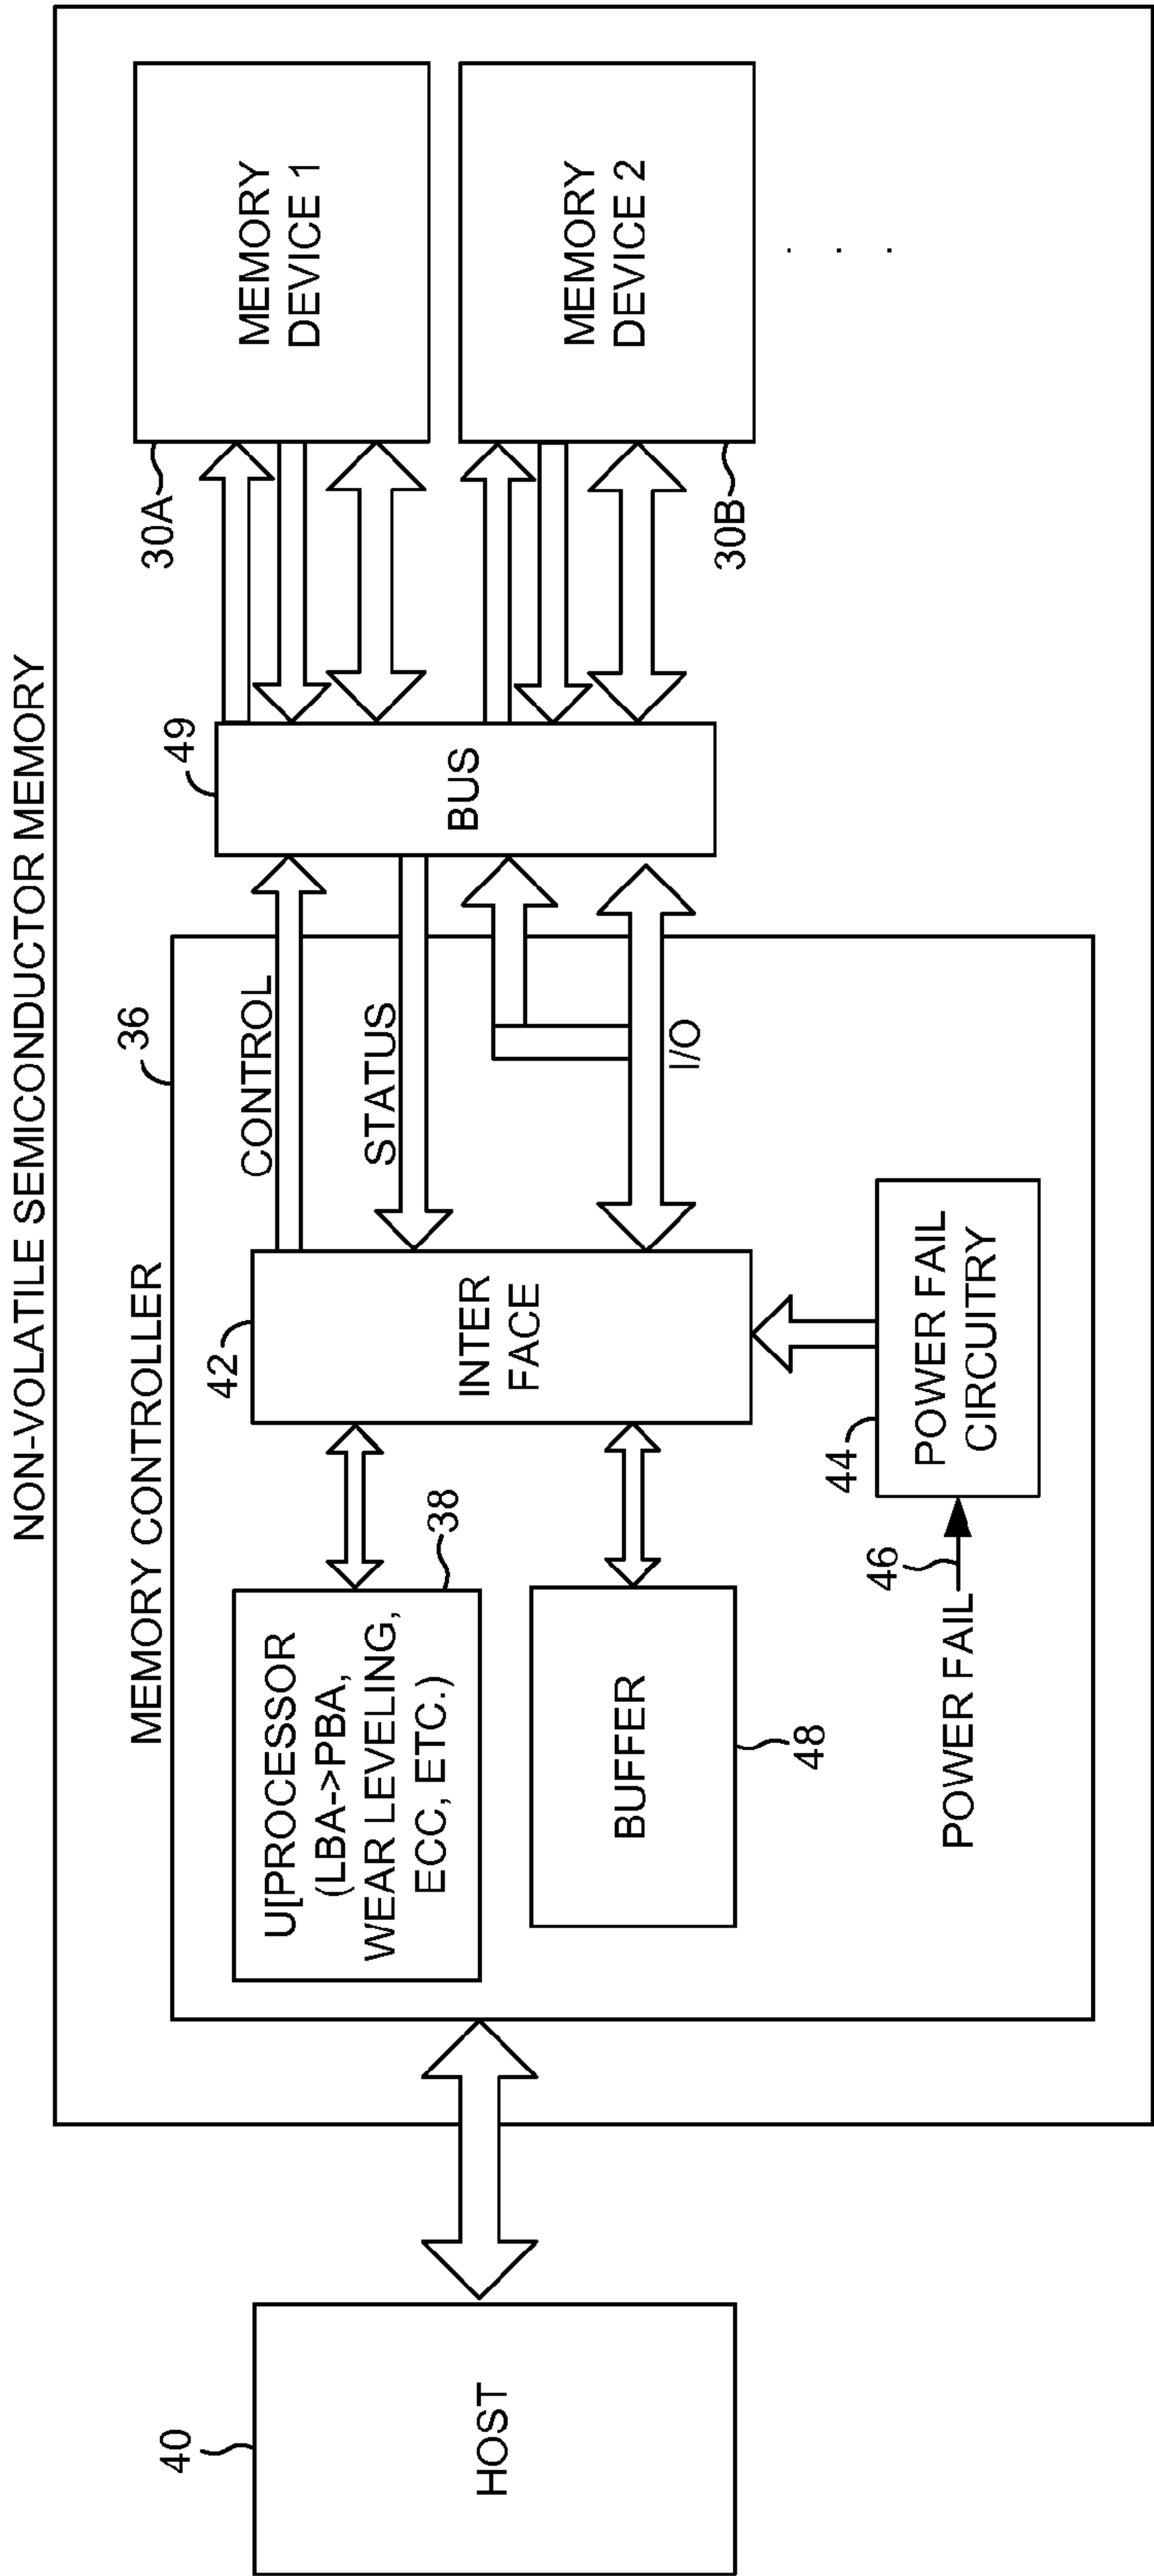 NON-VOLATILE SEMICONDUCTOR MEMORY
MEMORY CONTROLLER
36
40
HOST
U[PROCESSOR
(LBA->PBA,
WEAR LEVELING,
ECC, ETC.)
38
BUFFER
48
42
INTER
FACE
CONTROL
STATUS
I/O
POWER FAIL
46
44
POWER FAIL
CIRCUITRY
49
BUS
30A
MEMORY
DEVICE 1
30B
MEMORY
DEVICE 2
. . .